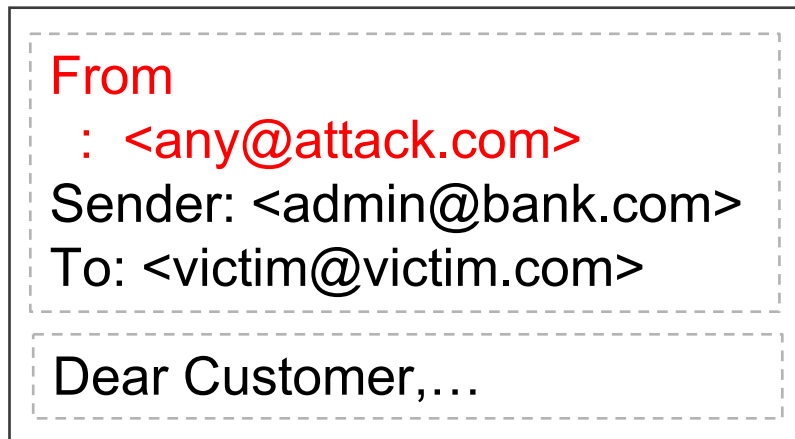 From
: <any@attack.com>
Sender: <admin@bank.com>
To: <victim@victim.com>
Dear Customer,…